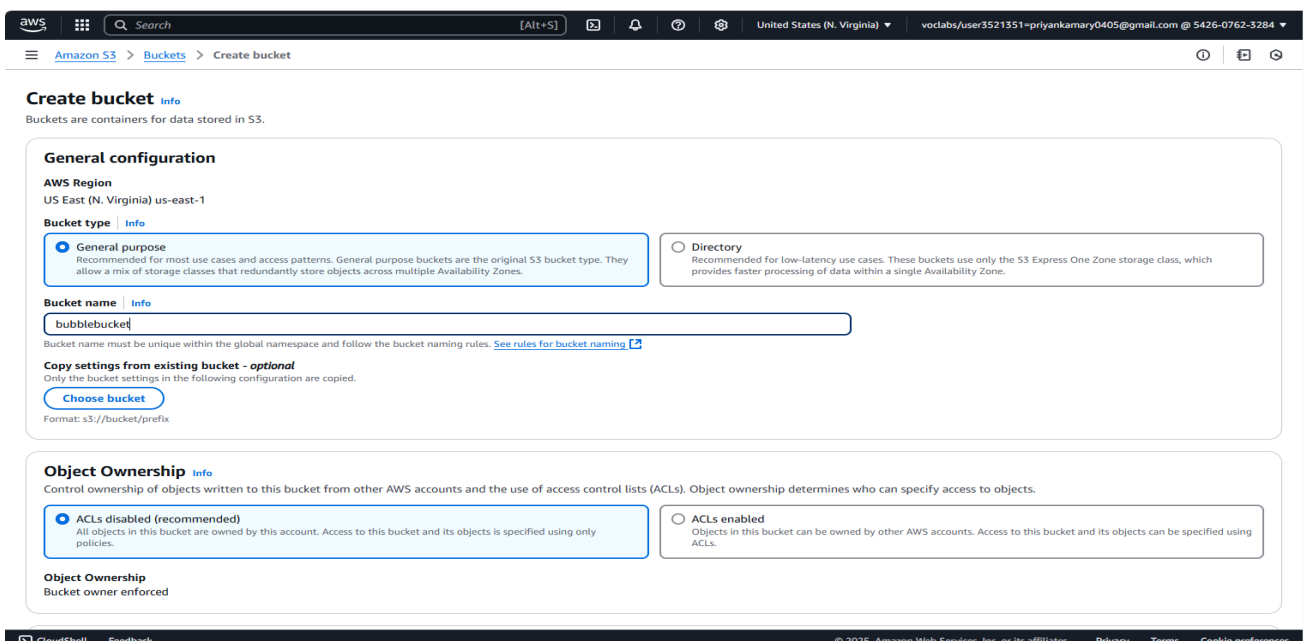 aws
Search [Alt+S] United States (N. Virginia) ▼ voclabs/user3521351=priyankamary0405@gmail.com @ 5426-0762-3284 ▼
Amazon S3 > Buckets > Create bucket
Create bucket Info
Buckets are containers for data stored in S3.
General configuration
AWS Region
US East (N. Virginia) us-east-1
Bucket type Info
General purpose
Recommended for most use cases and access patterns. General purpose buckets are the original S3 bucket type. They
allow a mix of storage classes that redundantly store objects across multiple Availability Zones.
Directory
Recommended for low-latency use cases. These buckets use only the S3 Express One Zone storage class, which
provides faster processing of data within a single Availability Zone.
Bucket name Info
bubblebucket
Bucket name must be unique within the global namespace and follow the bucket naming rules. See rules for bucket naming
Copy settings from existing bucket - optional
Only the bucket settings in the following configuration are copied.
Choose bucket
Format: s3://bucket/prefix
Object Ownership Info
Control ownership of objects written to this bucket from other AWS accounts and the use of access control lists (ACLs). Object ownership determines who can specify access to objects.
ACLs disabled (recommended)
All objects in this bucket are owned by this account. Access to this bucket and its objects is specified using only
policies.
ACLs enabled
Objects in this bucket can be owned by other AWS accounts. Access to this bucket and its objects can be specified using
ACLs.
Object Ownership
Bucket owner enforced
CloudShell Feedback © 2025, Amazon Web Services, Inc. or its affiliates. Privacy Terms Cookie preferences